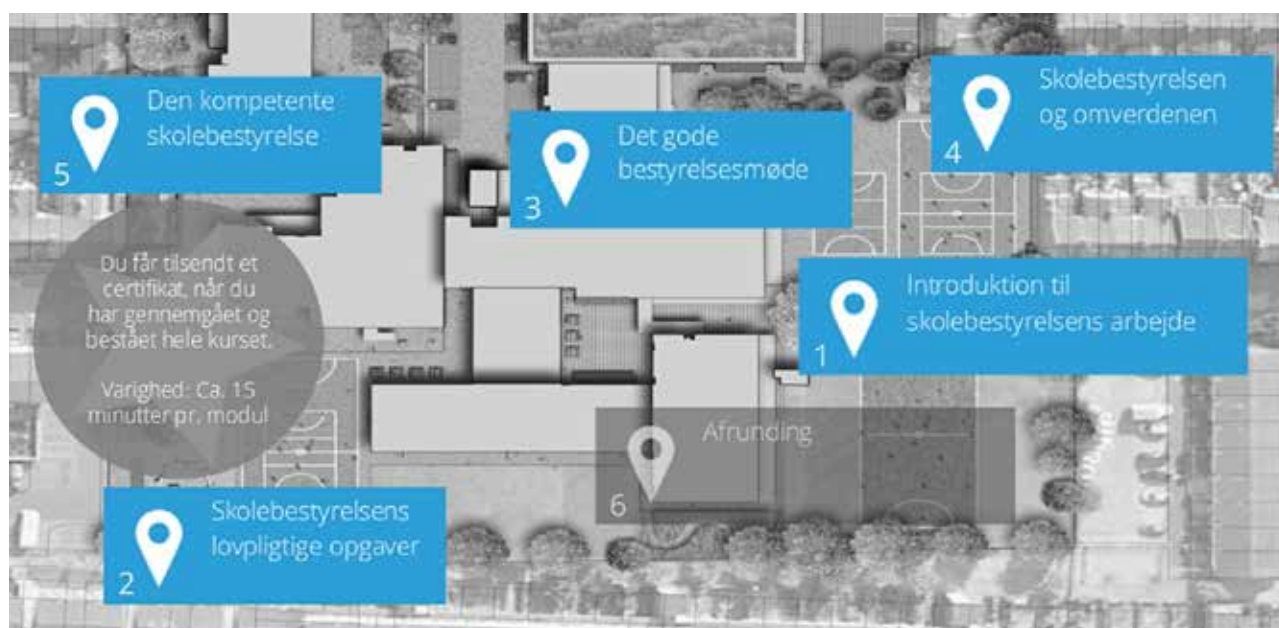 Den kompetente
skolebestyrelse
5
Det gode
bestyrelsesmøde
3
Skolebestyrelsen
og omverdenen
4
Du får tilsendt et
certifikat, når du
har gennemgået og
bestået hele kurset.
Varighed: Ca. 15
minutter pr. modul
Introduktion til
skolebestyrelsens arbejde
1
Afrunding
6
Skolebestyrelsens
lovpligtige opgaver
2